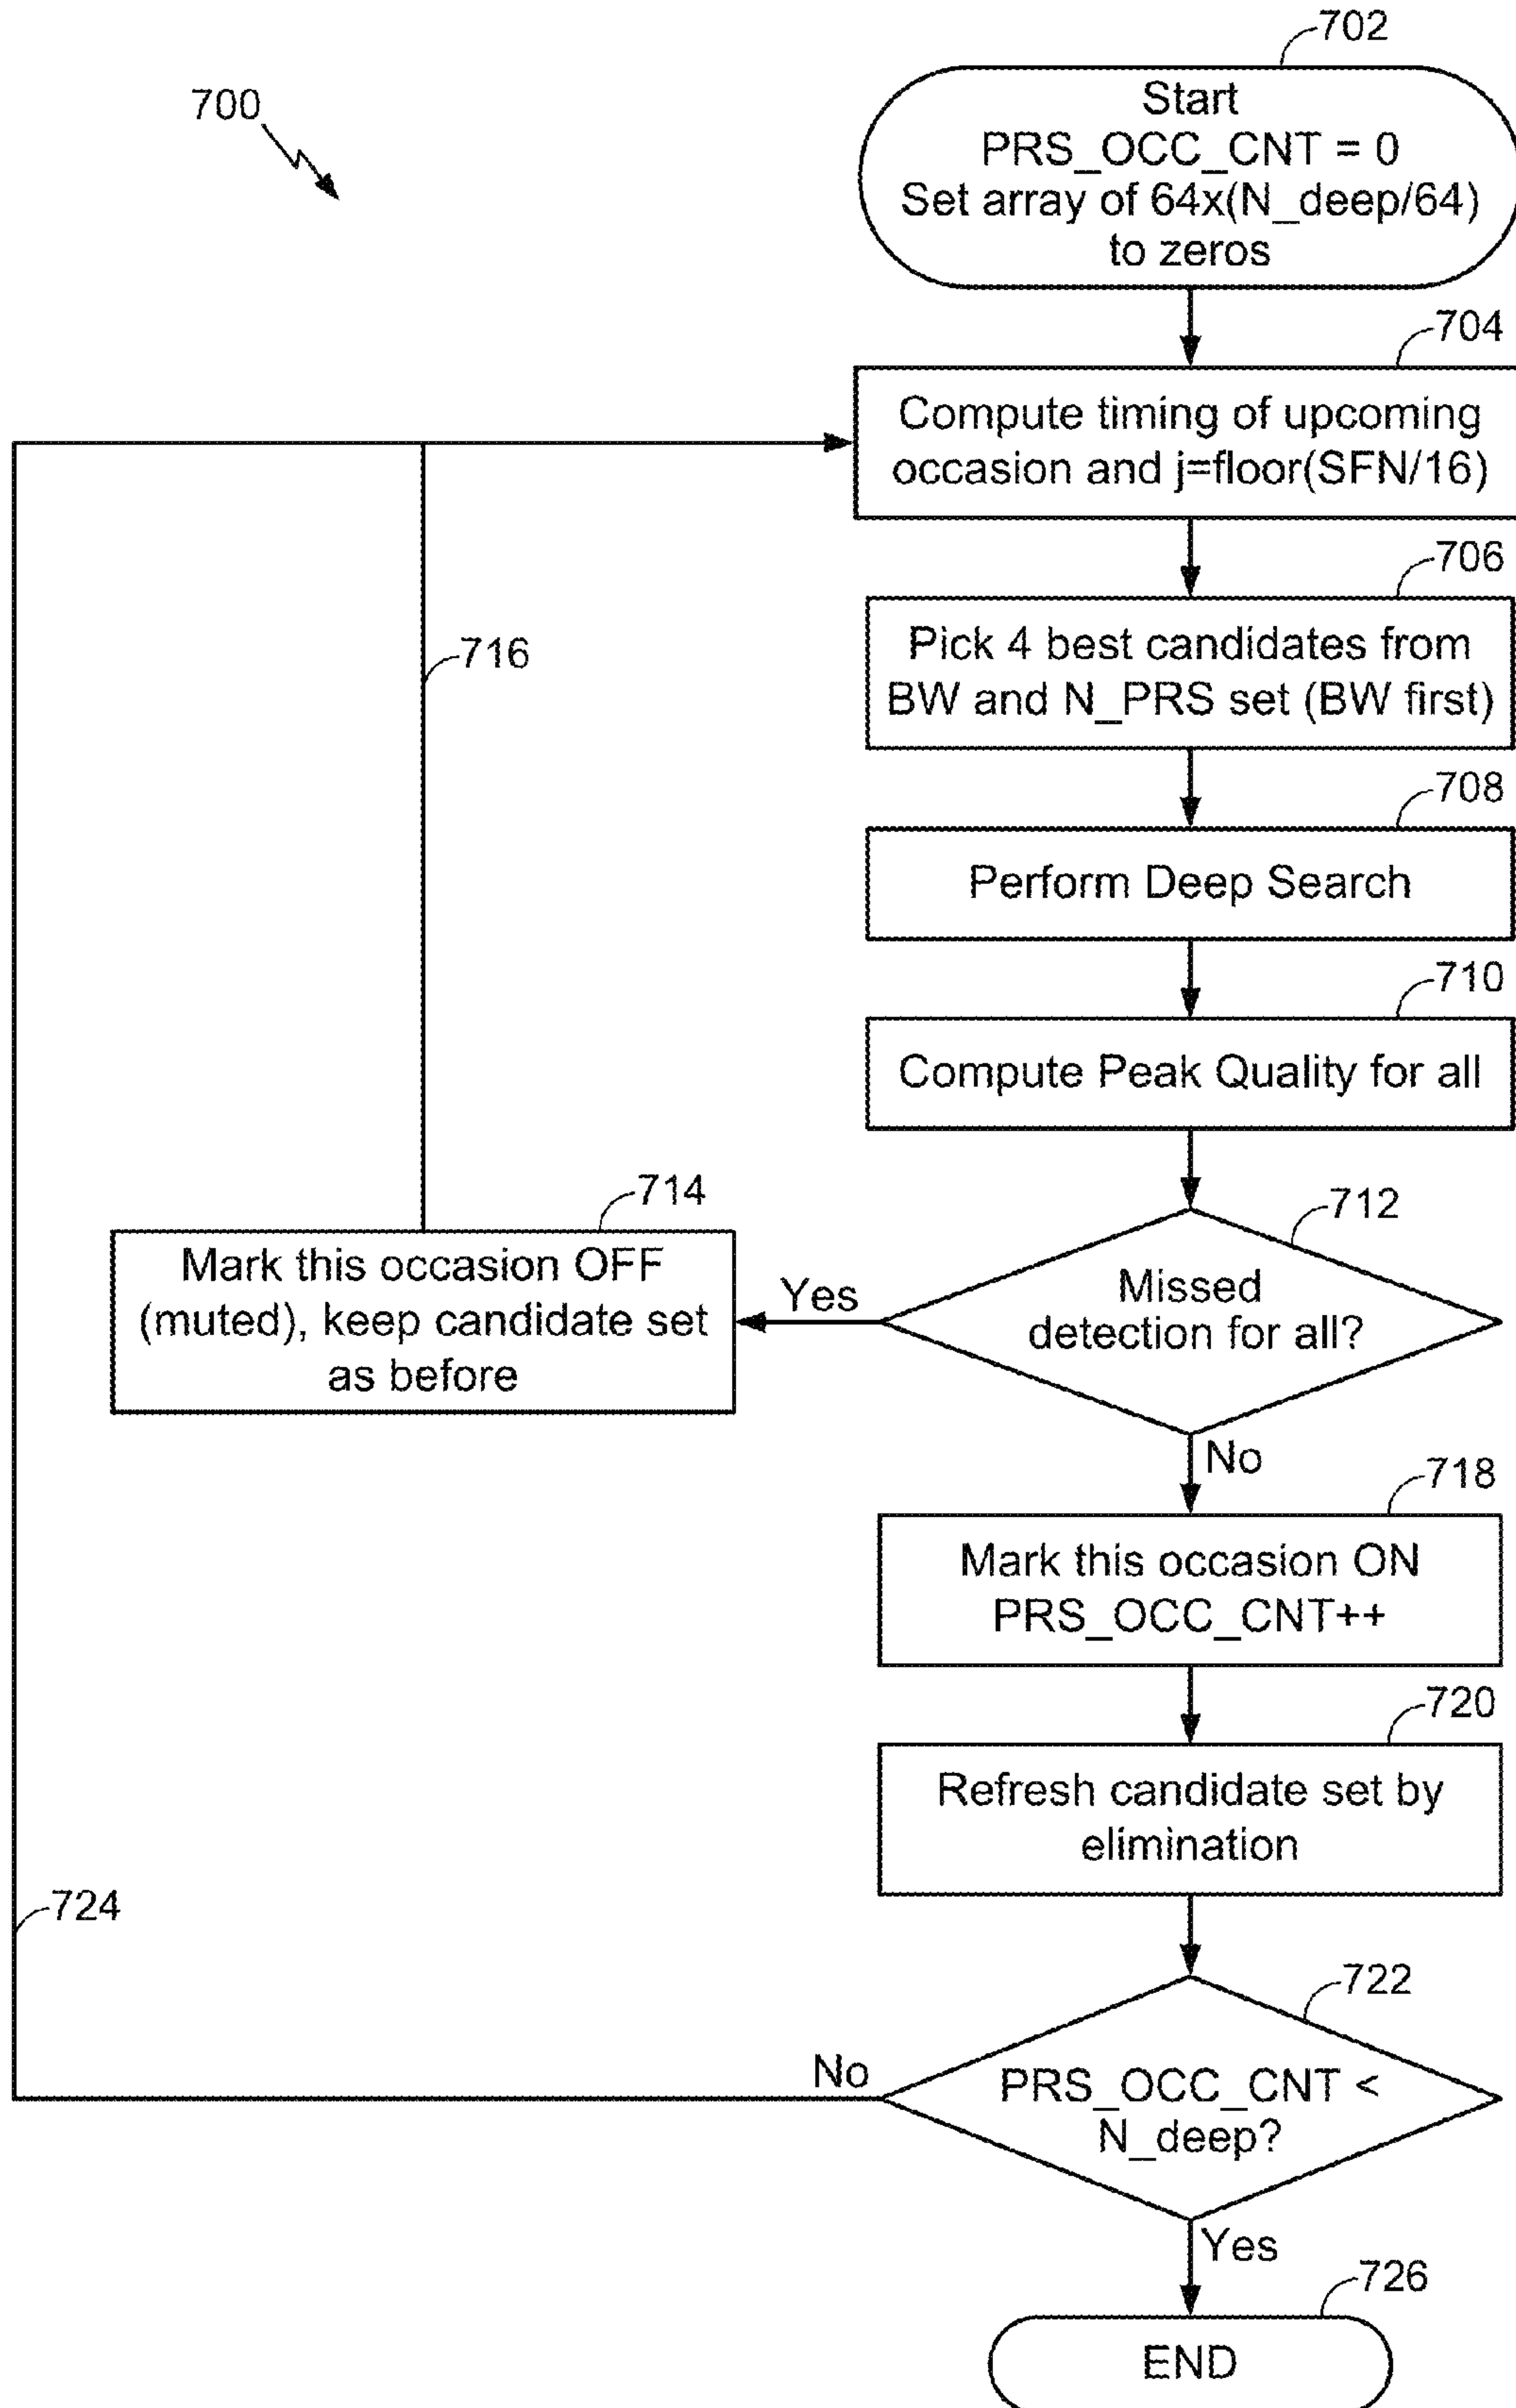 702
700
Start
PRS_OCC_CNT = 0
Set array of 64x(N_deep/64)
to zeros
704
Compute timing of upcoming
occasion and j=floor(SFN/16)
706
Pick 4 best candidates from
BW and N_PRS set (BW first)
716
708
Perform Deep Search
710
Compute Peak Quality for all
714
712
Mark this occasion OFF
(muted), keep candidate set
as before
Yes
Missed
detection for all?
No
718
Mark this occasion ON
PRS_OCC_CNT++
720
Refresh candidate set by
elimination
724
722
No
PRS_OCC_CNT <
N_deep?
Yes
726
END